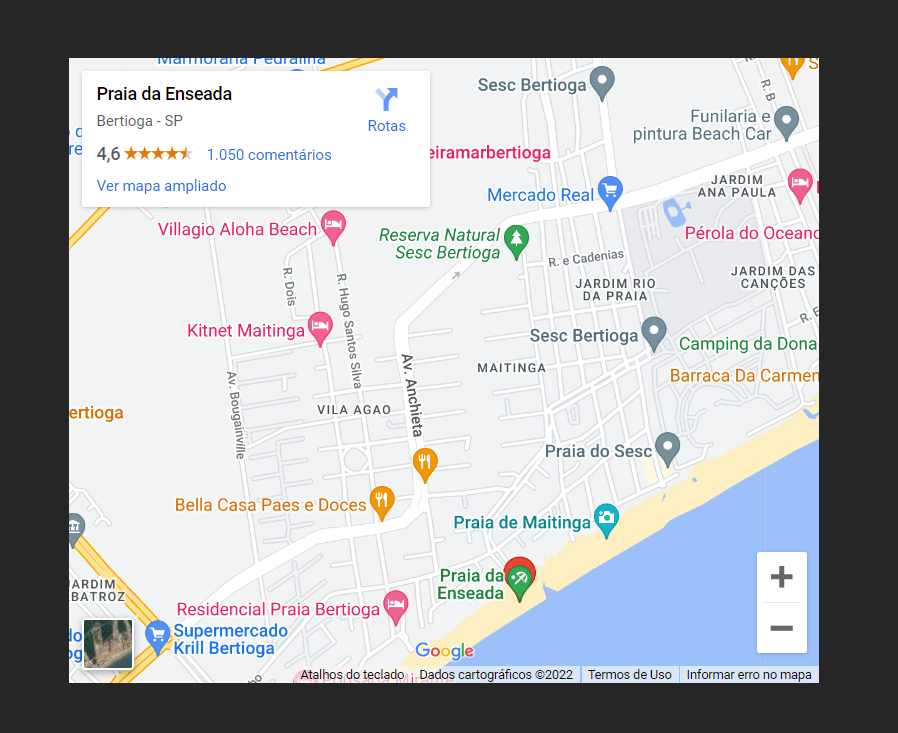 Marmoraria Pedralina
Praia da Enseada
Bertioga - SP
4,6
1.050 comentários
Ver mapa ampliado
Rotas
Sesc Bertioga
R. B
Funilaria e
pintura Beach Car
eiramarbertioga
Mercado Real
JARDIM
ANA PAULA
Villagio Aloha Beach
Reserva Natural
Sesc Bertioga
Pérola do Oceano
R. e Cadenias
JARDIM RIO
DA PRAIA
JARDIM DAS
CANÇÕES
R. Dois
R. Hugo Santos Silva
Kitnet Maitinga
Sesc Bertioga
R. E
Camping da Dona
Av. Anchieta
MAITINGA
Barraca Da Carmen
Av. Bougainville
VILA AGAO
ertioga
Praia do Sesc
Bella Casa Paes e Doces
Praia de Maitinga
Praia da
Enseada
JARDIM
BATROZ
Residencial Praia Bertioga
Supermercado
Krill Bertioga
Google
Atalhos do teclado
Dados cartográficos ©2022
Termos de Uso
Informar erro no mapa